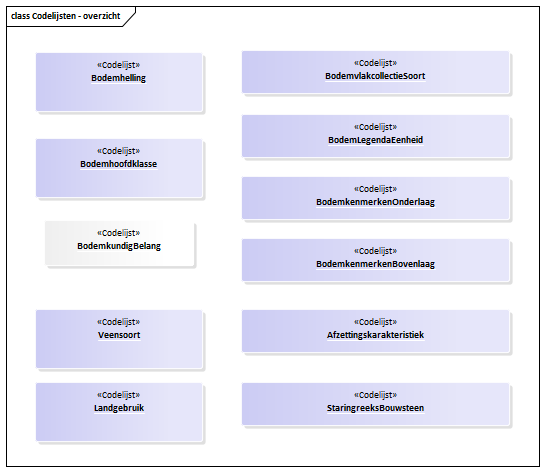 class Codelijsten - overzicht
«Codelijst»
Bodemhelling
«Codelijst»
Bodemhoofdklasse
«Codelijst»
BodemkundigBelang
«Codelijst»
Veensoort
«Codelijst»
Landgebruik
«Codelijst»
BodemvlakcollectieSoort
«Codelijst»
BodemLegendaEenheid
«Codelijst»
BodemkenmerkenOnderlaag
«Codelijst»
BodemkenmerkenBovenlaag
«Codelijst»
Afzettingskarakteristiek
«Codelijst»
StaringreeksBouwsteen